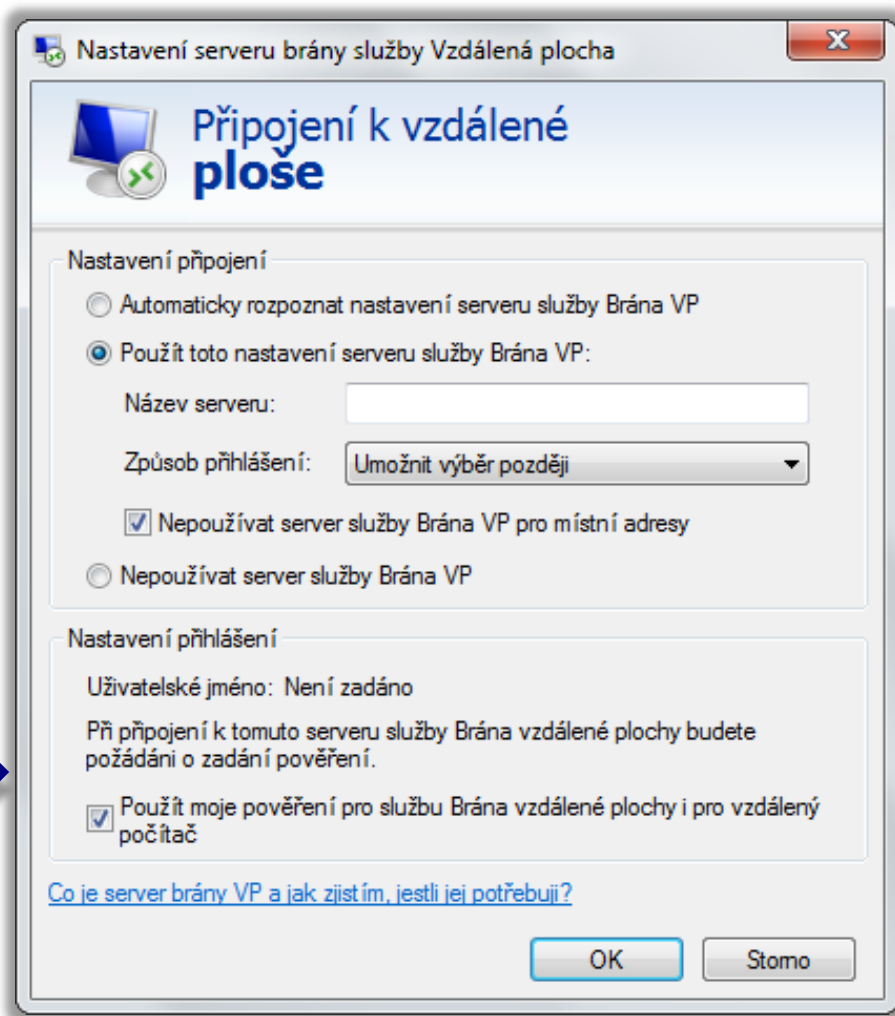 Nastavení serveru brány služby Vzdálená plocha
Připojení k vzdálené
ploše
Nastavení připojení
Automaticky rozpoznat nastavení serveru služby Brána VP
Použít toto nastavení serveru služby Brána VP:
Název serveru:
Způsob přihlášení: Umožnit výběr později
Nepoužívat server služby Brána VP pro místní adresy
Nepoužívat server služby Brána VP
Nastavení přihlášení
Uživatelské jméno: Není zadáno
Při připojení k tomuto serveru služby Brána vzdálené plochy budete
požádáni o zadání pověření.
Použít moje pověření pro službu Brána vzdálené plochy i pro vzdálený
počítač
Co je server brány VP a jak zjistím, jestli jej potřebuji?
OK Storno